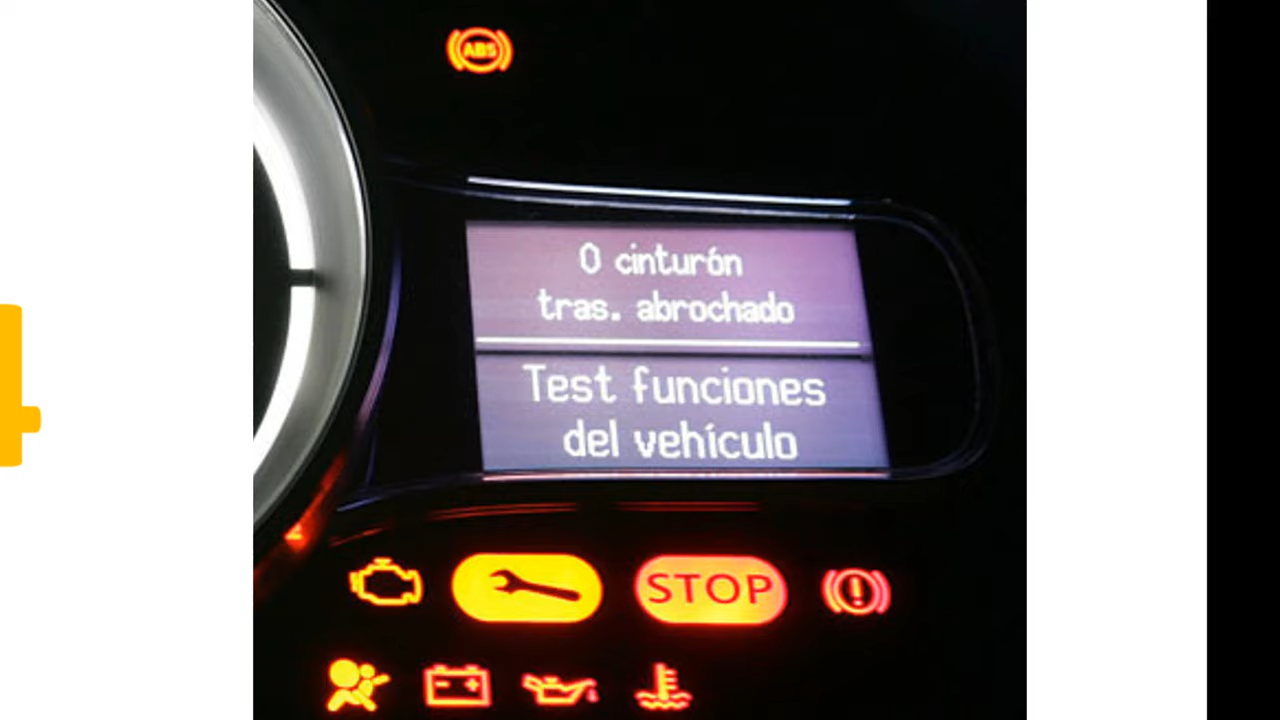 ABS
0 cinturón
tras. abrochado
Test funciones
del vehículo
STOP